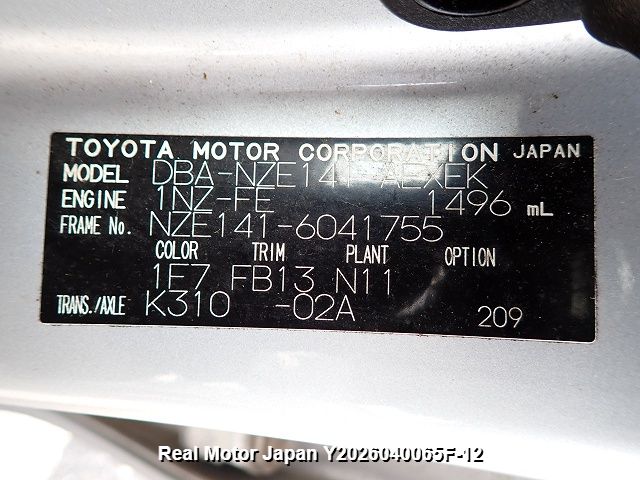 TOYOTA MOTOR CORPORATION JAPAN
MODEL DBA-NZE141-AEXEK
ENGINE 1NZ-FE 1496 mL
FRAME No. NZE141-6041755
COLOR TRIM PLANT OPTION
1E7 FB13 N11
TRANS./AXLE K310 -02A 209
Real Motor Japan Y2026040065F-12